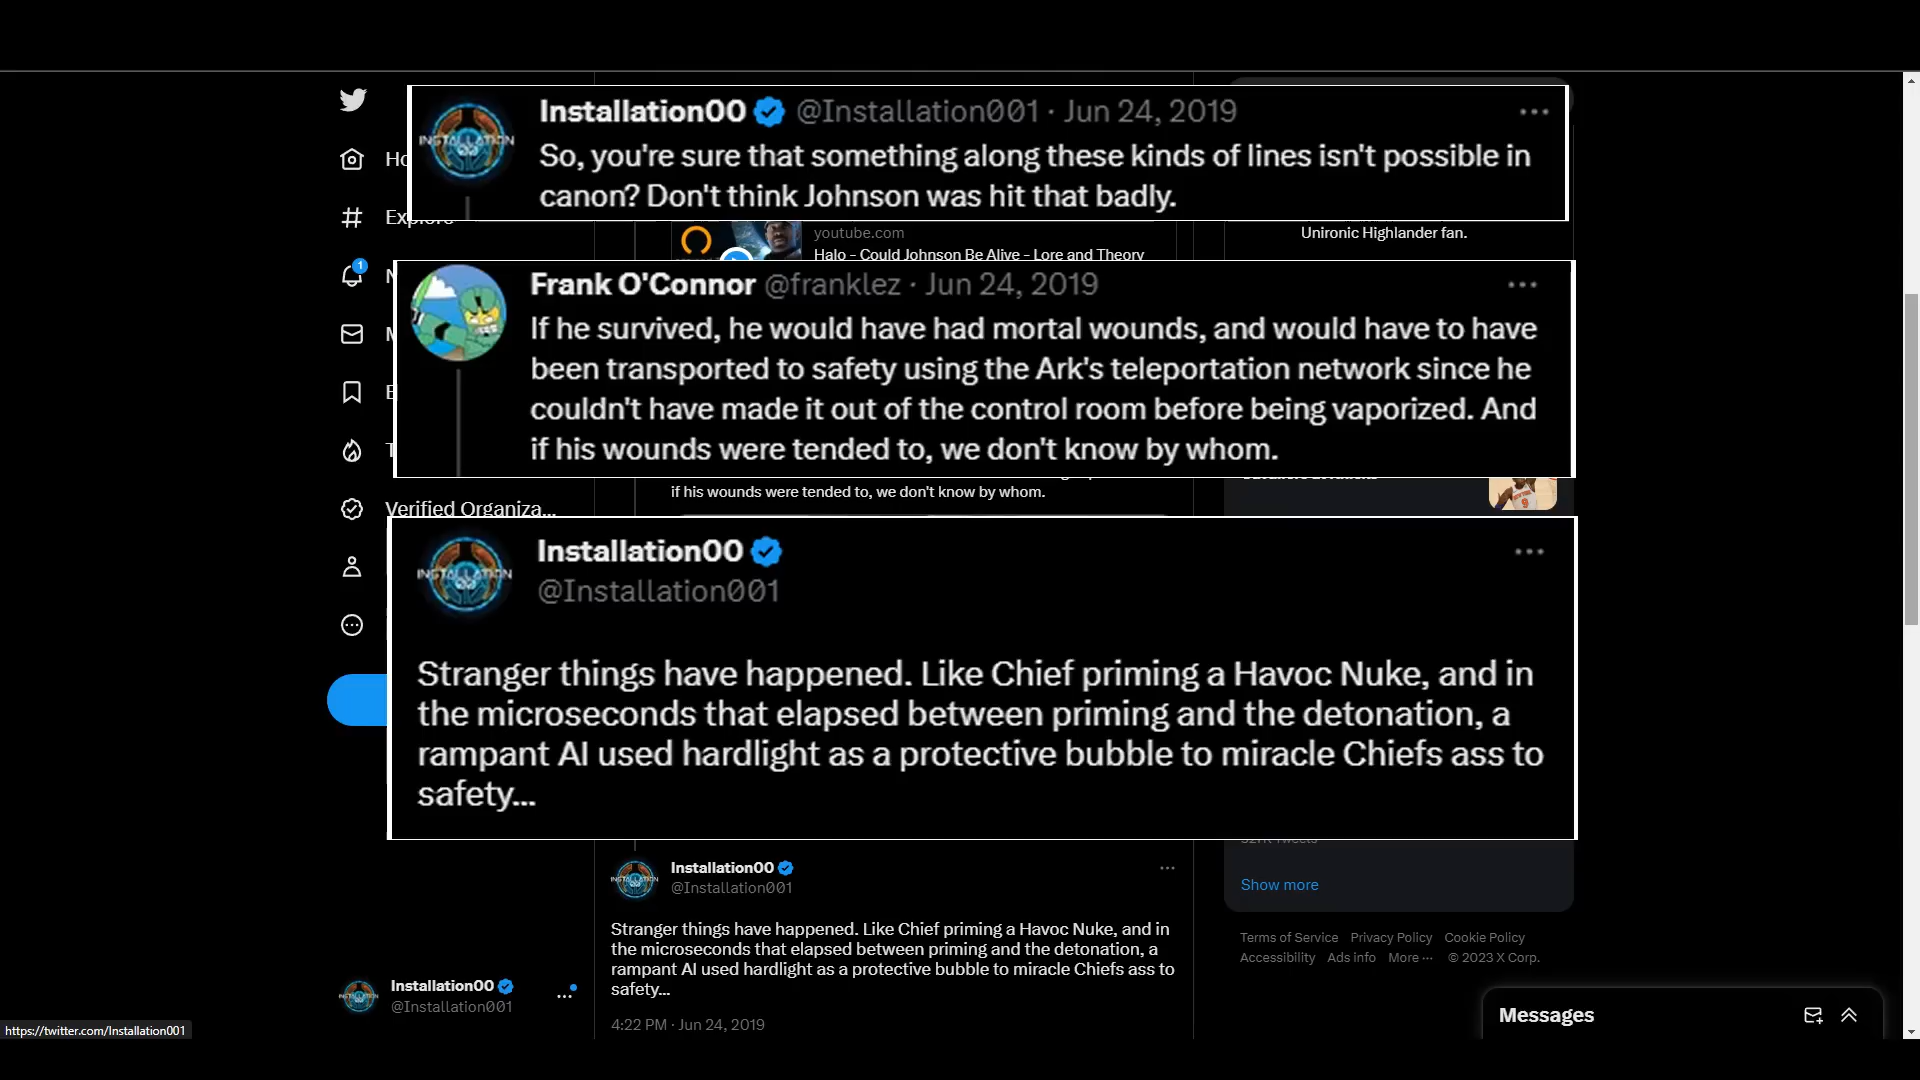 Installation00 @Installation001 · Jun 24, 2019
So, you're sure that something along these kinds of lines isn't possible in
canon? Don't think Johnson was hit that badly.
Explore
youtube.com
Halo - Could Johnson Be Alive - Lore and Theory
Unironic Highlander fan.
1
Frank O'Connor @franklez · Jun 24, 2019
If he survived, he would have had mortal wounds, and would have to have
been transported to safety using the Ark's teleportation network since he
couldn't have made it out of the control room before being vaporized. And
if his wounds were tended to, we don't know by whom.
if his wounds were tended to, we don't know by whom.
Verified Organiza...
Installation00
@Installation001
Stranger things have happened. Like Chief priming a Havoc Nuke, and in
the microseconds that elapsed between priming and the detonation, a
rampant AI used hardlight as a protective bubble to miracle Chiefs ass to
safety...
Installation00
@Installation001
Stranger things have happened. Like Chief priming a Havoc Nuke, and in
the microseconds that elapsed between priming and the detonation, a
rampant AI used hardlight as a protective bubble to miracle Chiefs ass to
safety...
4:22 PM · Jun 24, 2019
Show more
Terms of Service Privacy Policy Cookie Policy
Accessibility Ads info More ··· © 2023 X Corp.
Installation00
@Installation001
Messages
https://twitter.com/Installation001